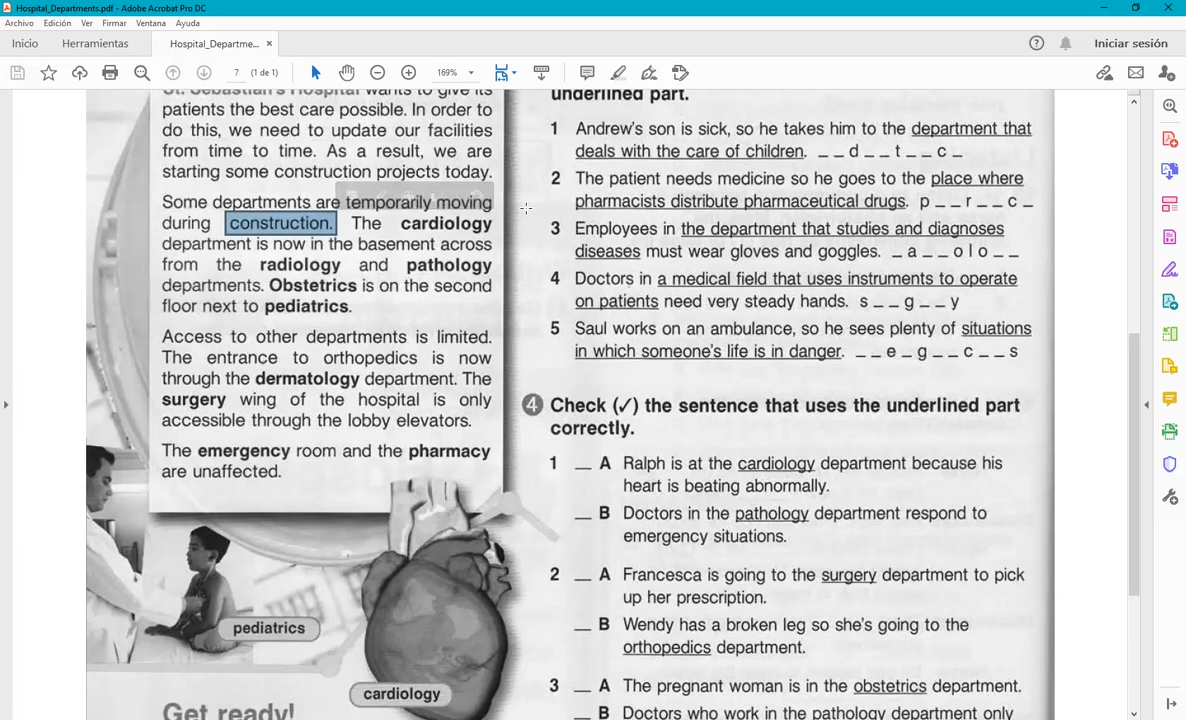 Hospital_Departments.pdf - Adobe Acrobat Pro DC
Archivo Edición Ver Firmar Ventana Ayuda
Inicio Herramientas Hospital_Departme... × Iniciar sesión
7 (1 de 1) 169%
St. Sebastian's Hospital wants to give its
patients the best care possible. In order to
do this, we need to update our facilities
from time to time. As a result, we are
starting some construction projects today.
Some departments are temporarily moving
during construction. The cardiology
department is now in the basement across
from the radiology and pathology
departments. Obstetrics is on the second
floor next to pediatrics.
Access to other departments is limited.
The entrance to orthopedics is now
through the dermatology department. The
surgery wing of the hospital is only
accessible through the lobby elevators.
The emergency room and the pharmacy
are unaffected.
pediatrics
cardiology
Get ready!
underlined part.
1 Andrew's son is sick, so he takes him to the department that
deals with the care of children. _ _ d _ _ t _ _ c _
2 The patient needs medicine so he goes to the place where
pharmacists distribute pharmaceutical drugs. p _ _ r _ _ c _
3 Employees in the department that studies and diagnoses
diseases must wear gloves and goggles. _ a _ _ o l o _ _
4 Doctors in a medical field that uses instruments to operate
on patients need very steady hands. s _ _ g _ _ y
5 Saul works on an ambulance, so he sees plenty of situations
in which someone's life is in danger. _ _ e _ g _ _ c _ _ s
4 Check (✓) the sentence that uses the underlined part
correctly.
1 _ A Ralph is at the cardiology department because his
heart is beating abnormally.
_ B Doctors in the pathology department respond to
emergency situations.
2 _ A Francesca is going to the surgery department to pick
up her prescription.
_ B Wendy has a broken leg so she's going to the
orthopedics department.
3 _ A The pregnant woman is in the obstetrics department.
_ B Doctors who work in the pathology department only